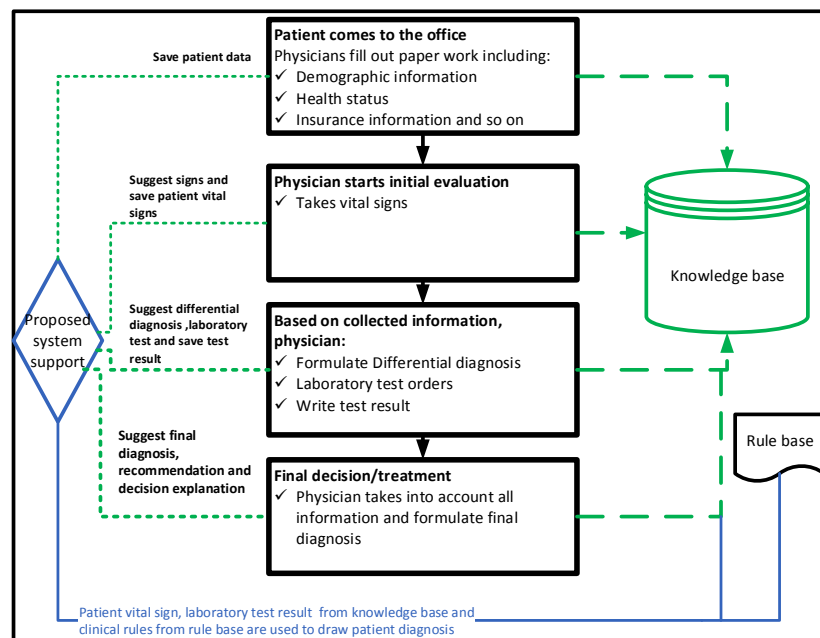 Patient comes to the office
Physicians fill out paper work including:
✓ Demographic information
✓ Health status
✓ Insurance information and so on
Save patient data
Physician starts initial evaluation
✓ Takes vital signs
Suggest signs and
save patient vital
signs
Knowledge base
Proposed
system
support
Suggest differential
diagnosis ,laboratory
test and save test
result
Based on collected information,
physician:
✓ Formulate Differential diagnosis
✓ Laboratory test orders
✓ Write test result
Rule base
Suggest final
diagnosis,
recommendation and
decision explanation
Final decision/treatment
✓ Physician takes into account all
information and formulate final
diagnosis
Patient vital sign, laboratory test result from knowledge base and
clinical rules from rule base are used to draw patient diagnosis